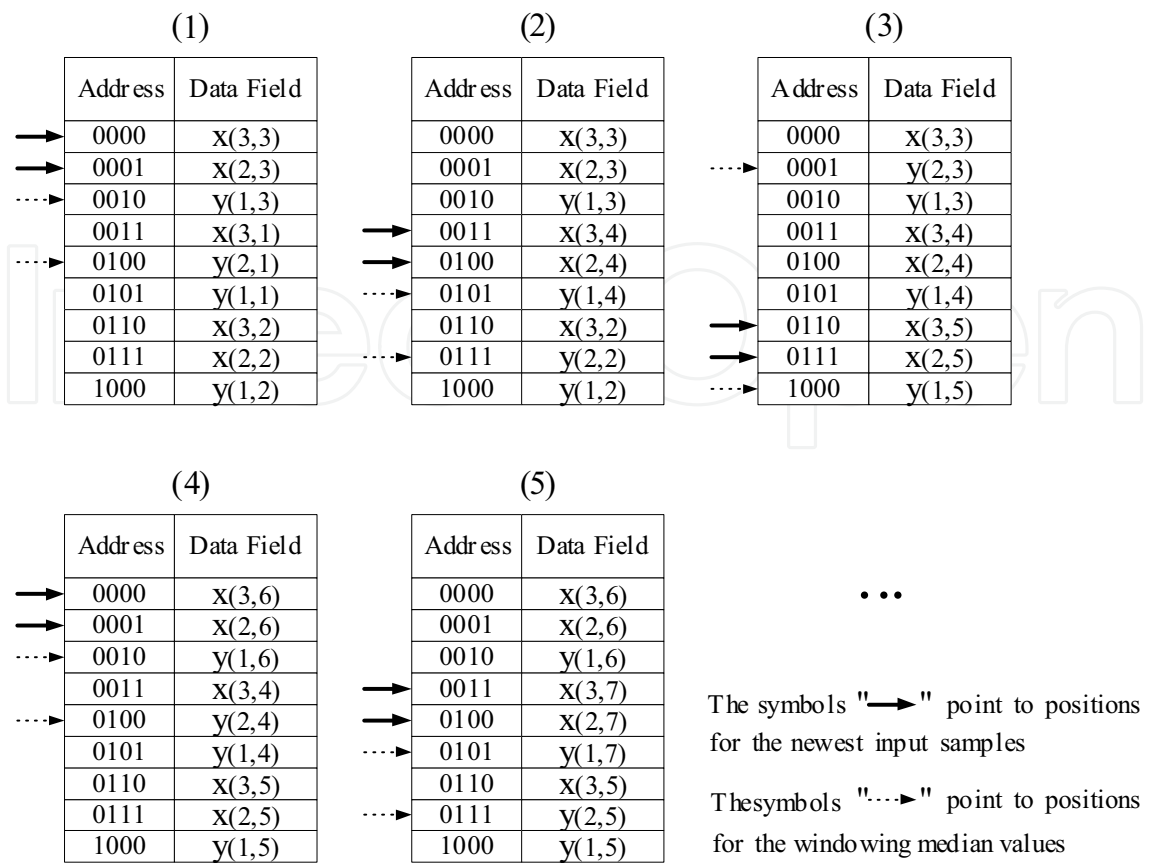 (1)
Address Data Field
0000 x(3,3)
0001 x(2,3)
0010 y(1,3)
0011 x(3,1)
0100 y(2,1)
0101 y(1,1)
0110 x(3,2)
0111 x(2,2)
1000 y(1,2)
(2)
Address Data Field
0000 x(3,3)
0001 x(2,3)
0010 y(1,3)
0011 x(3,4)
0100 x(2,4)
0101 y(1,4)
0110 x(3,2)
0111 y(2,2)
1000 y(1,2)
(3)
Address Data Field
0000 x(3,3)
0001 y(2,3)
0010 y(1,3)
0011 x(3,4)
0100 x(2,4)
0101 y(1,4)
0110 x(3,5)
0111 x(2,5)
1000 y(1,5)
(4)
Address Data Field
0000 x(3,6)
0001 x(2,6)
0010 y(1,6)
0011 x(3,4)
0100 y(2,4)
0101 y(1,4)
0110 x(3,5)
0111 x(2,5)
1000 y(1,5)
(5)
Address Data Field
0000 x(3,6)
0001 x(2,6)
0010 y(1,6)
0011 x(3,7)
0100 x(2,7)
0101 y(1,7)
0110 x(3,5)
0111 y(2,5)
1000 y(1,5)
...
The symbols "→" point to positions
for the newest input samples
Thesymbols "⇢" point to positions
for the windowing median values